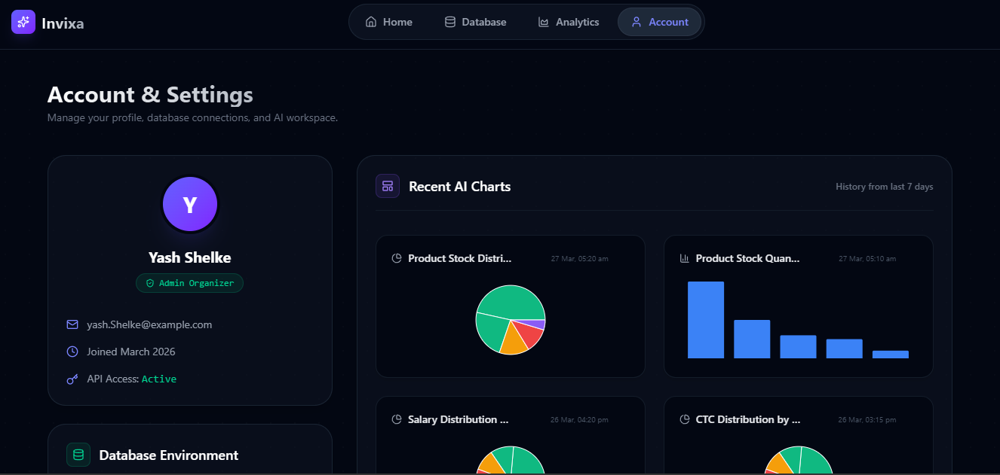 Invixa
Home
Database
Analytics
Account
Account & Settings
Manage your profile, database connections, and AI workspace.
Y
Yash Shelke
Admin Organizer
yash.Shelke@example.com
Joined March 2026
API Access: Active
Database Environment
Recent AI Charts
History from last 7 days
Product Stock Distri...
27 Mar, 05:20 am
Product Stock Quan...
27 Mar, 05:10 am
Salary Distribution ...
26 Mar, 04:20 pm
CTC Distribution by ...
26 Mar, 03:15 pm